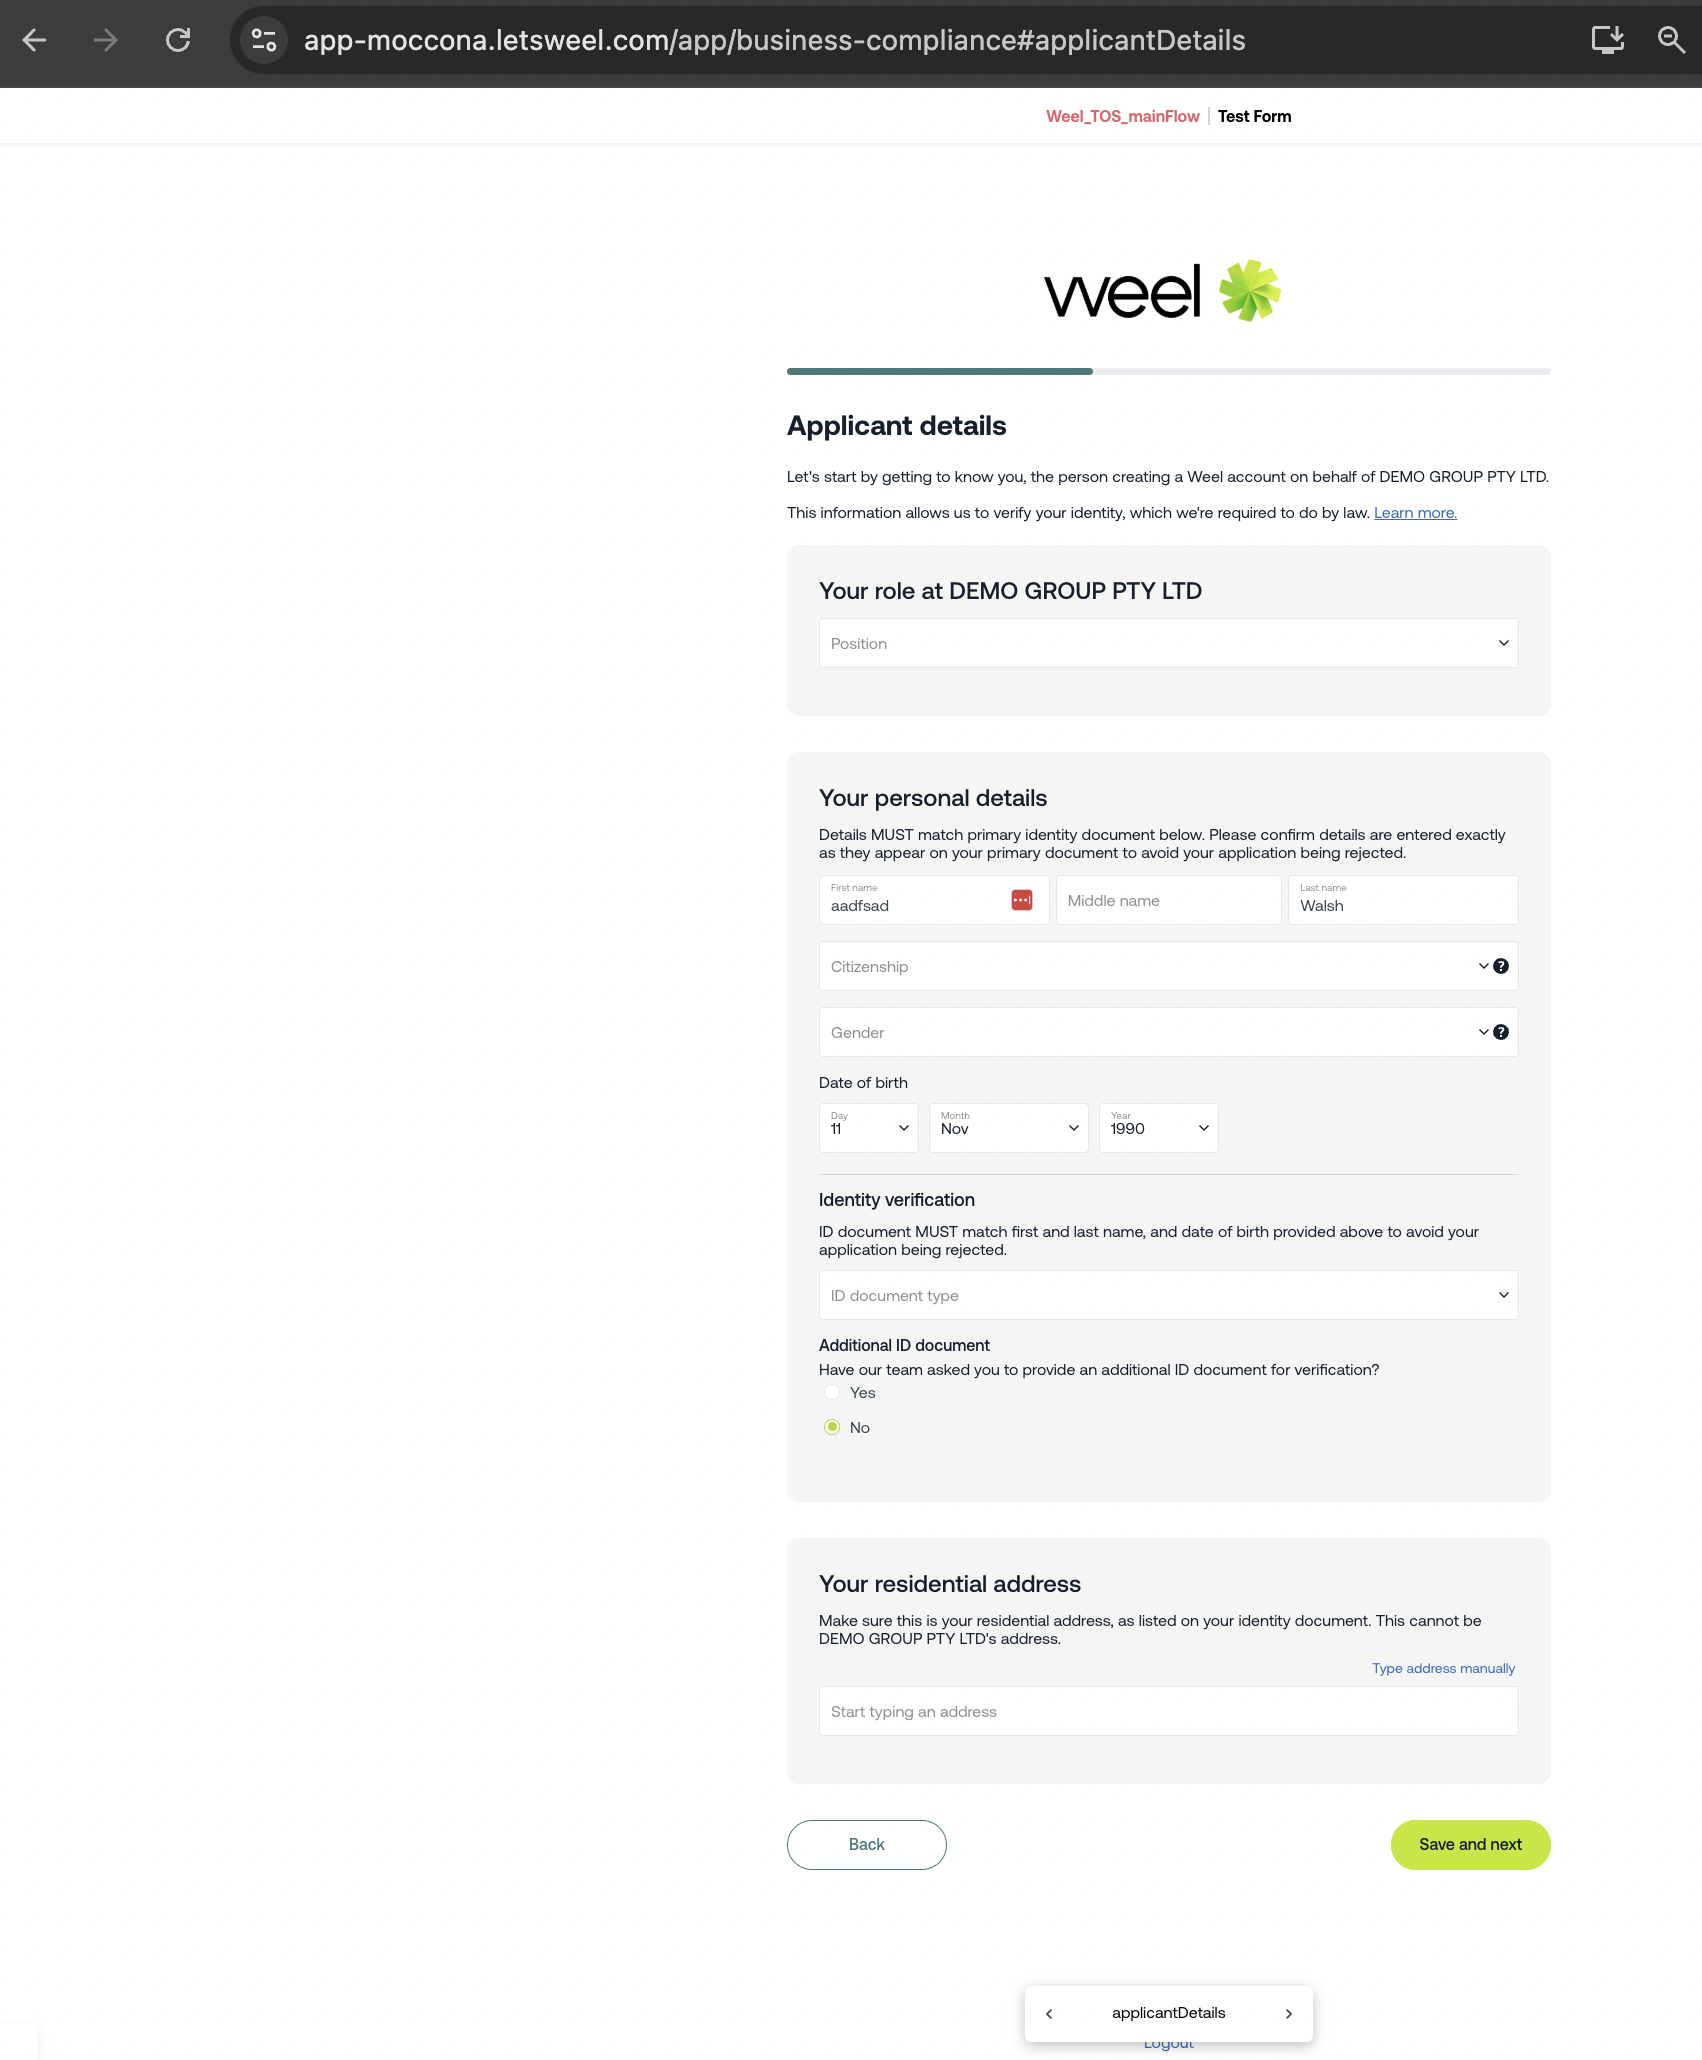 app-moccona.letsweel.com/app/business-compliance#applicantDetails
Weel_TOS_mainFlow | Test Form
weel
Applicant details
Let's start by getting to know you, the person creating a Weel account on behalf of DEMO GROUP PTY LTD.
This information allows us to verify your identity, which we're required to do by law. Learn more.
Your role at DEMO GROUP PTY LTD
Position
Your personal details
Details MUST match primary identity document below. Please confirm details are entered exactly
as they appear on your primary document to avoid your application being rejected.
First name
aadfsad
Middle name
Last name
Walsh
Citizenship
Gender
Date of birth
Day
11
Month
Nov
Year
1990
Identity verification
ID document MUST match first and last name, and date of birth provided above to avoid your
application being rejected.
ID document type
Additional ID document
Have our team asked you to provide an additional ID document for verification?
Yes
No
Your residential address
Make sure this is your residential address, as listed on your identity document. This cannot be
DEMO GROUP PTY LTD's address.
Type address manually
Start typing an address
Back
Save and next
applicantDetails
Logout